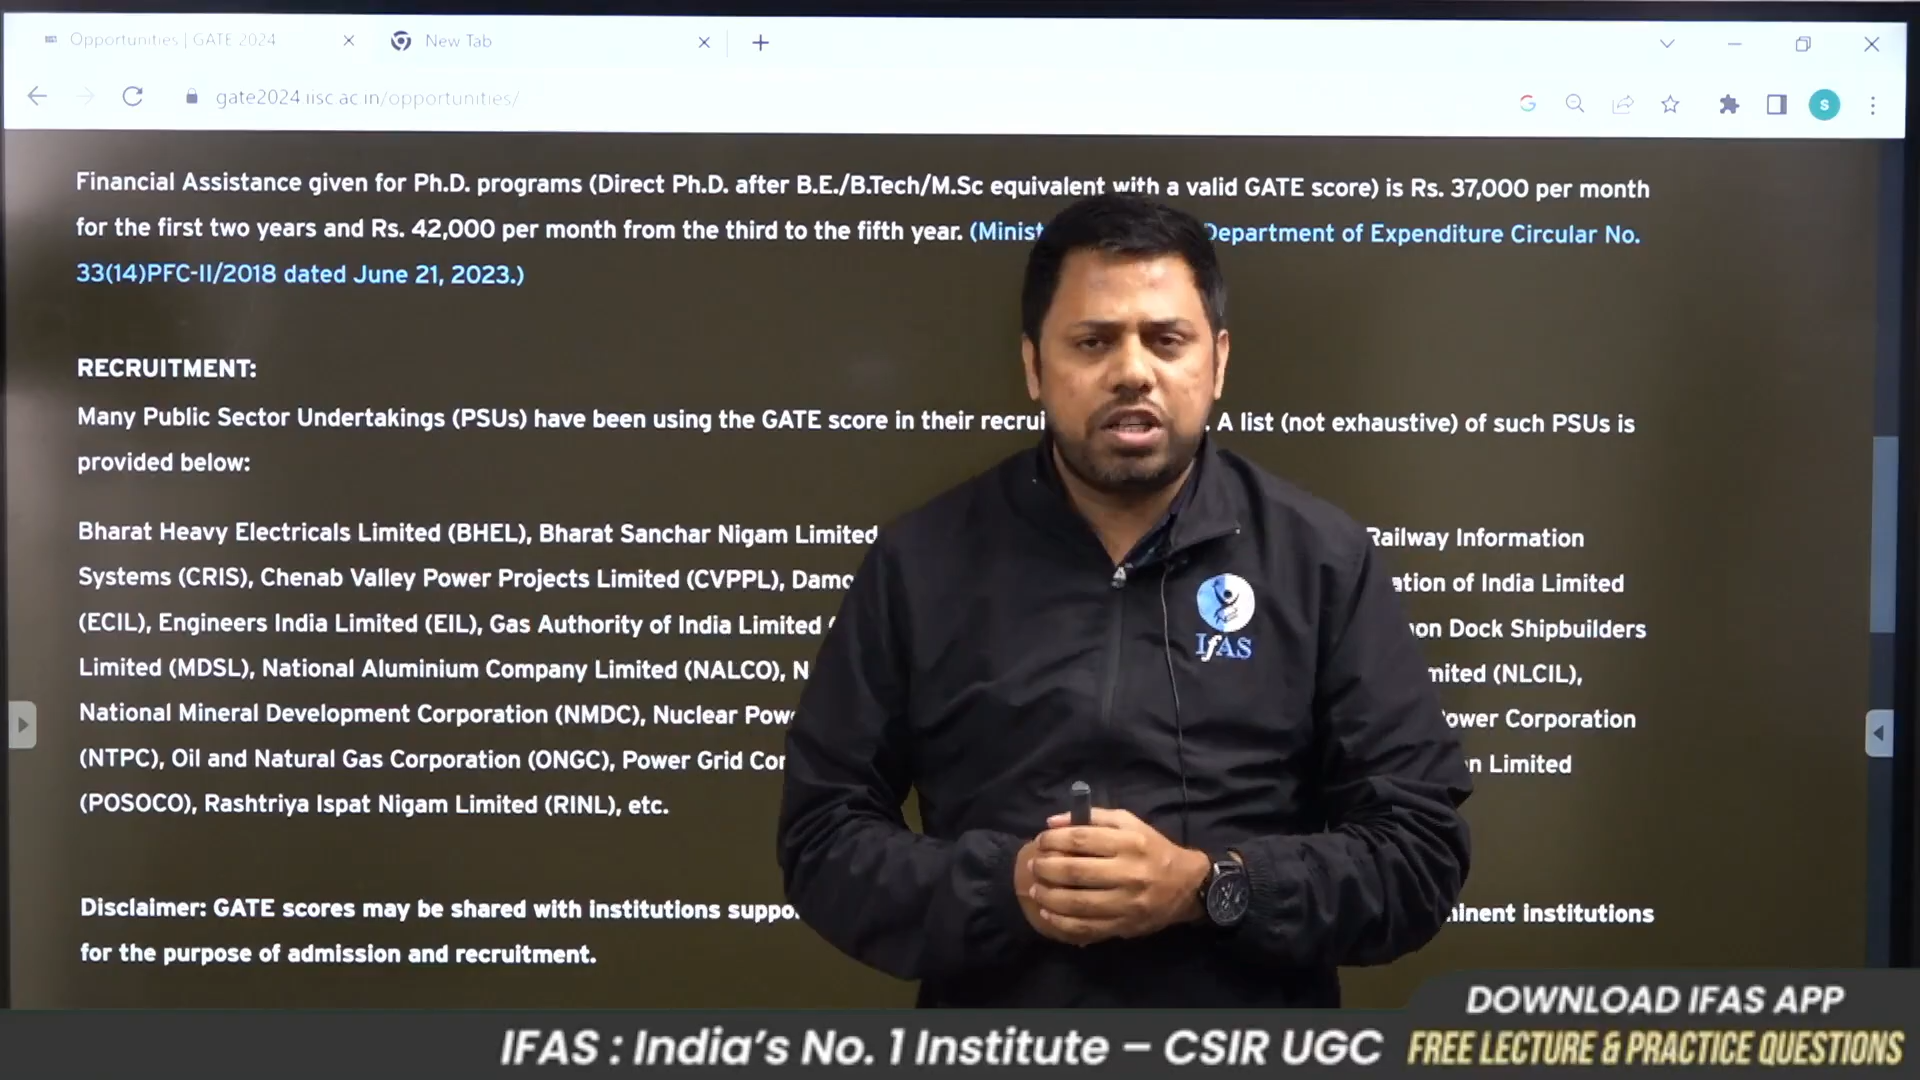 Opportunities | GATE 2024
New Tab
gate2024.iisc.ac.in/opportunities/
S
Financial Assistance given for Ph.D. programs (Direct Ph.D. after B.E./B.Tech/M.Sc equivalent with a valid GATE score) is Rs. 37,000 per month
for the first two years and Rs. 42,000 per month from the third to the fifth year. (Minist Department of Expenditure Circular No.
33(14)PFC-II/2018 dated June 21, 2023.)
RECRUITMENT:
Many Public Sector Undertakings (PSUs) have been using the GATE score in their recrui . A list (not exhaustive) of such PSUs is
provided below:
Bharat Heavy Electricals Limited (BHEL), Bharat Sanchar Nigam Limited Railway Information
Systems (CRIS), Chenab Valley Power Projects Limited (CVPPL), Damo ation of India Limited
(ECIL), Engineers India Limited (EIL), Gas Authority of India Limited on Dock Shipbuilders
Limited (MDSL), National Aluminium Company Limited (NALCO), N mited (NLCIL),
National Mineral Development Corporation (NMDC), Nuclear Pow ower Corporation
(NTPC), Oil and Natural Gas Corporation (ONGC), Power Grid Cor n Limited
(POSOCO), Rashtriya Ispat Nigam Limited (RINL), etc.
Disclaimer: GATE scores may be shared with institutions suppo inent institutions
for the purpose of admission and recruitment.
IfAS
DOWNLOAD IFAS APP
IFAS : India's No. 1 Institute – CSIR UGC
FREE LECTURE & PRACTICE QUESTIONS